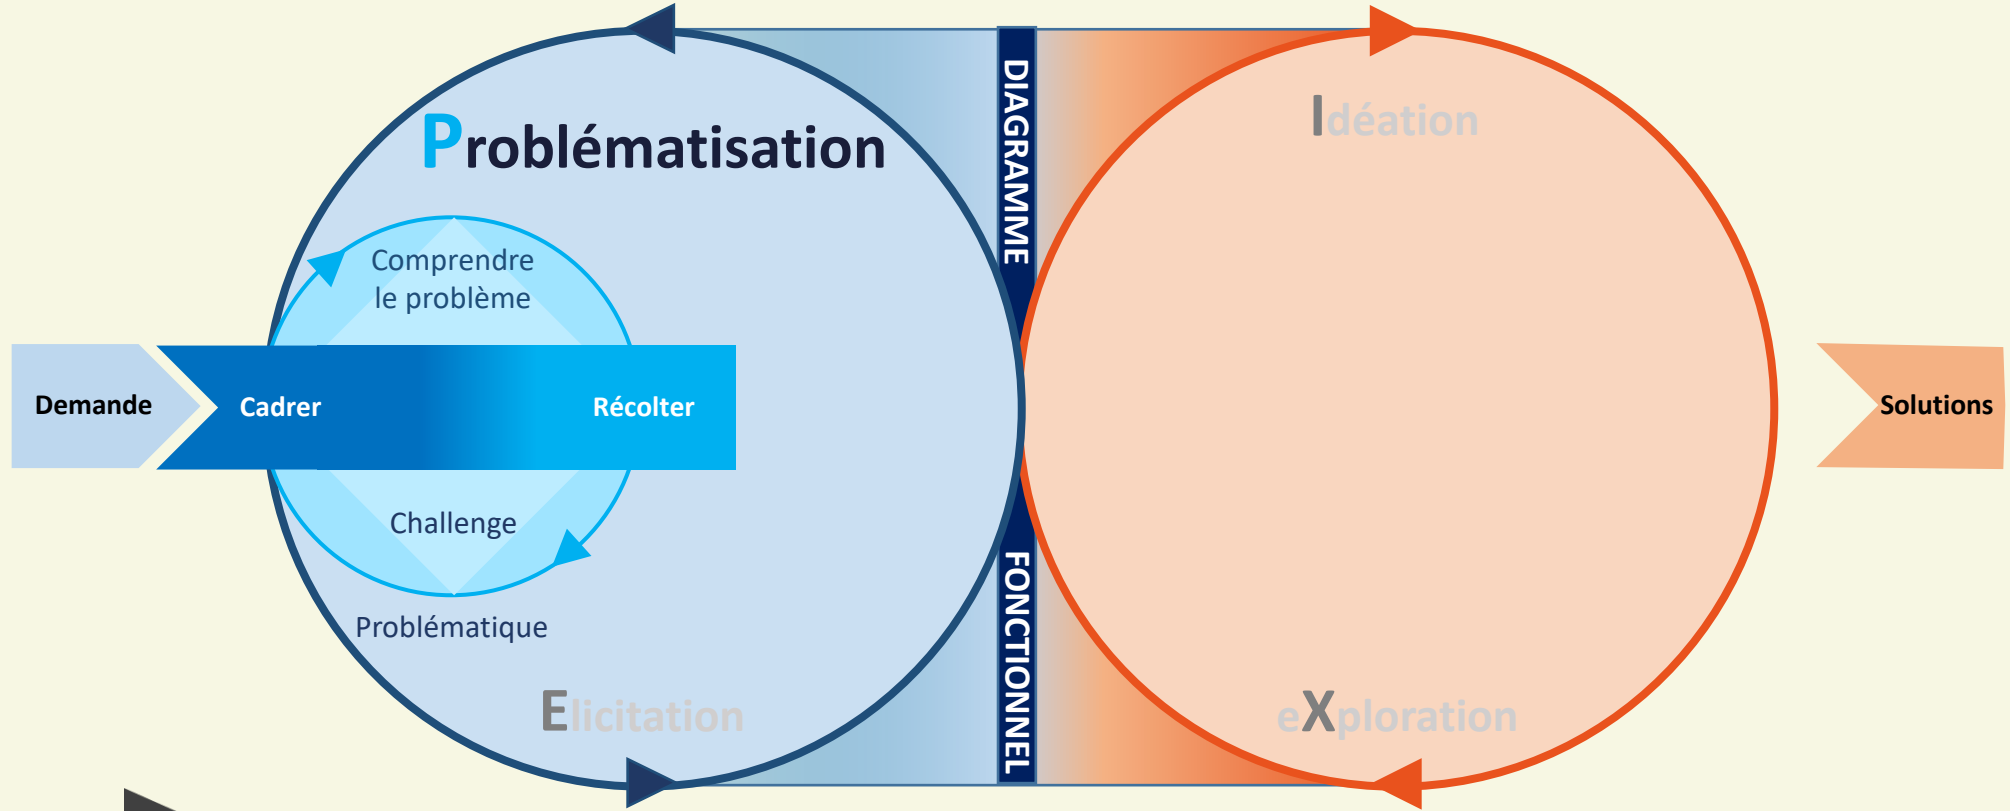 Problématisation
Idéation
DIAGRAMME
Comprendre
le problème
Demande
Cadrer
Récolter
Solutions
Challenge
Problématique
FONCTIONNEL
Elicitation
eXploration